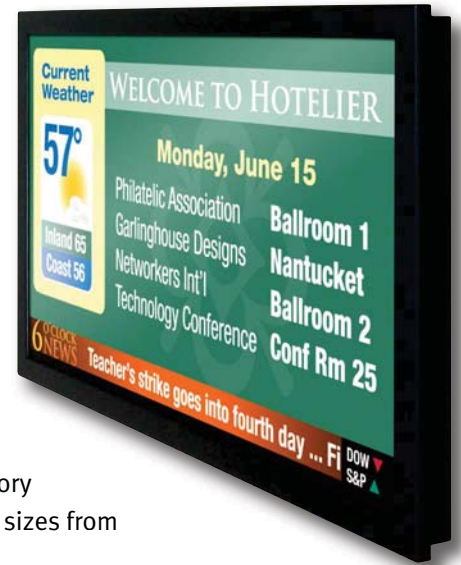 Current
Weather
57°
Inland 65
Coast 56
WELCOME TO HOTELIER
Monday, June 15
Philatelic Association Ballroom 1
Garlinghouse Designs Nantucket
Networkers Int'l Ballroom 2
Technology Conference Conf Rm 25
6 O'CLOCK
NEWS
Teacher's strike goes into fourth day ... Fi
DOW
S&P
ory
sizes from